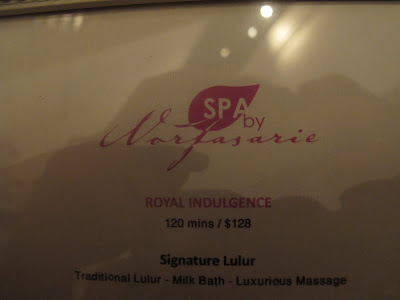 SPA
by
Norfasarie
ROYAL INDULGENCE
120 mins / $128
Signature Lulur
Traditional Lulur - Milk Bath - Luxurious Massage